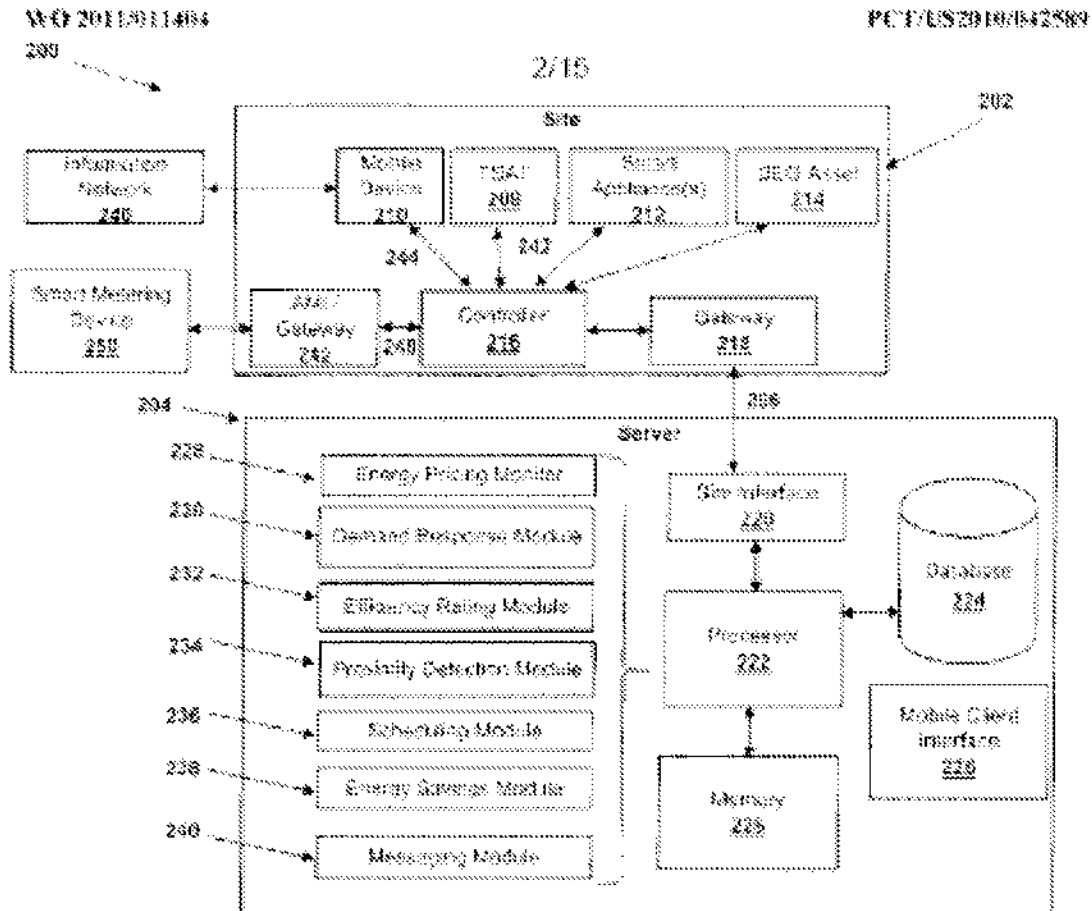 WO 2011/011404
PCT/US2010/042589
200
2/15
202
Site
Information
Network
246
Mobile
Device
210
TSAT
208
Smart
Appliance(s)
212
SEG Asset
214
244
242
Smart Metering
Device
250
AMI /
Gateway
242
248
Controller
216
Gateway
218
206
204
Server
228
Energy Pricing Monitor
230
Demand Response Module
232
Efficiency Rating Module
234
Proximity Detection Module
236
Scheduling Module
238
Energy Savings Module
240
Messaging Module
Site Interface
220
Processor
222
Database
224
Memory
225
Mobile Client
Interface
226